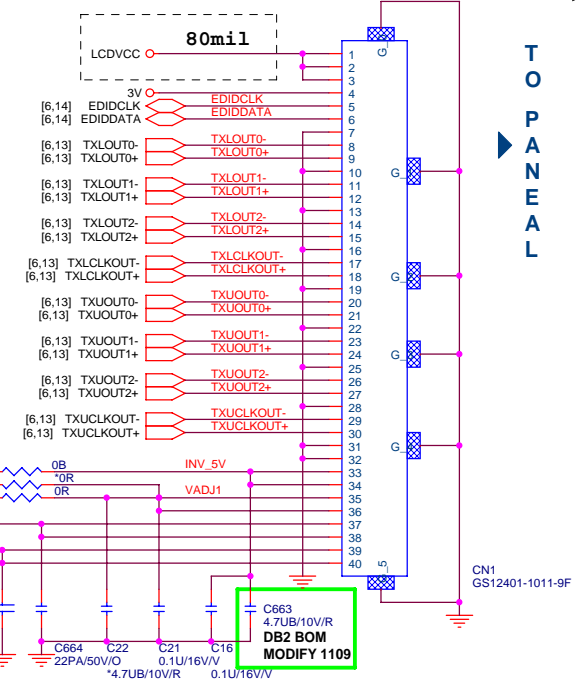 80mil
LCDVCC
3V
[6,14] EDIDCLK
[6,14] EDIDDATA
[6,13] TXLOUT0-
[6,13] TXLOUT0+
[6,13] TXLOUT1-
[6,13] TXLOUT1+
[6,13] TXLOUT2-
[6,13] TXLOUT2+
[6,13] TXLCLKOUT-
[6,13] TXLCLKOUT+
[6,13] TXUOUT0-
[6,13] TXUOUT0+
[6,13] TXUOUT1-
[6,13] TXUOUT1+
[6,13] TXUOUT2-
[6,13] TXUOUT2+
[6,13] TXUCLKOUT-
[6,13] TXUCLKOUT+
EDIDCLK
EDIDDATA
TXLOUT0-
TXLOUT0+
TXLOUT1-
TXLOUT1+
TXLOUT2-
TXLOUT2+
TXLCLKOUT-
TXLCLKOUT+
TXUOUT0-
TXUOUT0+
TXUOUT1-
TXUOUT1+
TXUOUT2-
TXUOUT2+
TXUCLKOUT-
TXUCLKOUT+
0B
*0R
0R
INV_5V
VADJ1
1
2
3
4
5
6
7
8
9
10
11
12
13
14
15
16
17
18
19
20
21
22
23
24
25
26
27
28
29
30
31
32
33
34
35
36
37
38
39
40
G_
G_
G_
G_
G_5
TO PANEAL
CN1
GS12401-1011-9F
C663
4.7UB/10V/R
DB2 BOM
MODIFY 1109
C664
22PA/50V/O
C22
*4.7UB/10V/R
C21
0.1U/16V/V
C16
0.1U/16V/V